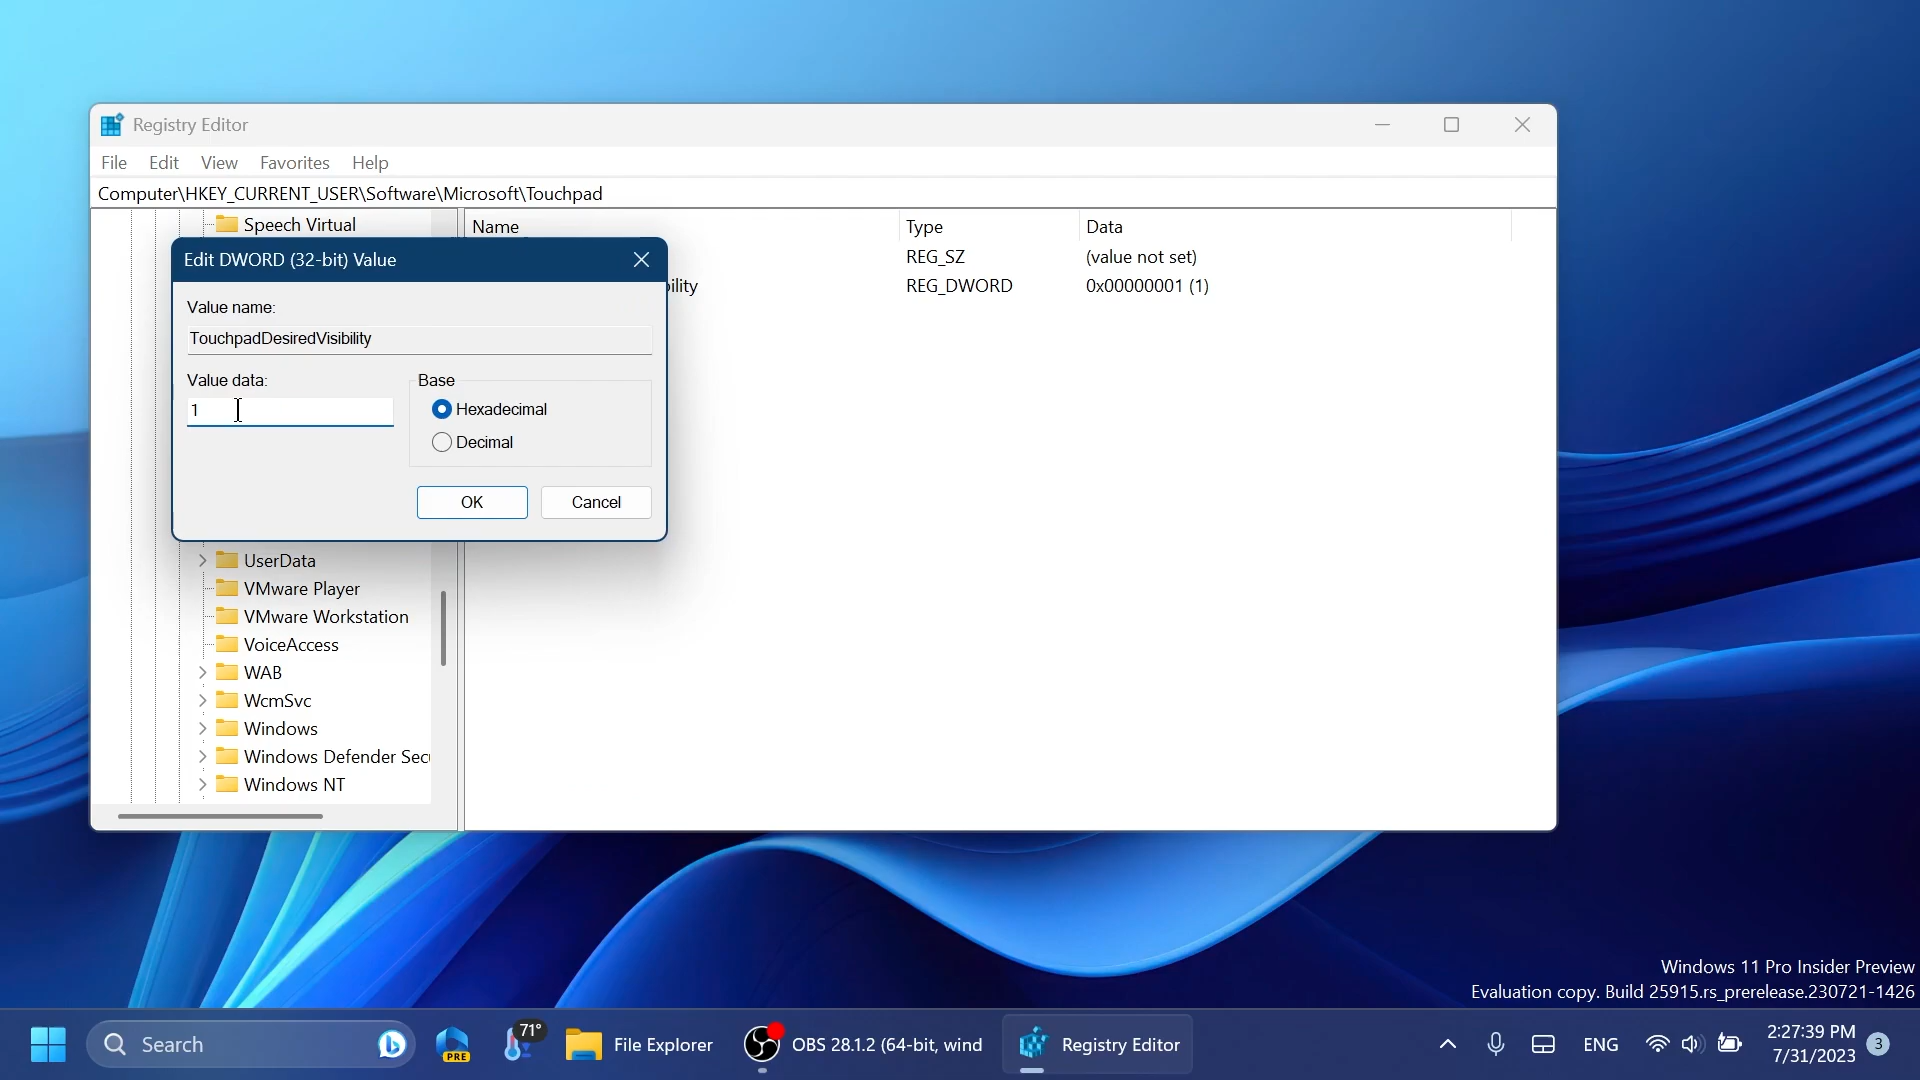 Registry Editor
File Edit View Favorites Help
Computer\HKEY_CURRENT_USER\Software\Microsoft\Touchpad
Speech Virtual
Name Type Data
REG_SZ (value not set)
bility REG_DWORD 0x00000001 (1)
Edit DWORD (32-bit) Value
Value name:
TouchpadDesiredVisibility
Value data:
Base
1
Hexadecimal
Decimal
OK Cancel
UserData
VMware Player
VMware Workstation
VoiceAccess
WAB
WcmSvc
Windows
Windows Defender Secu
Windows NT
Windows 11 Pro Insider Preview
Evaluation copy. Build 25915.rs_prerelease.230721-1426
Search
PRE
71°
File Explorer
OBS 28.1.2 (64-bit, wind
Registry Editor
ENG
2:27:39 PM
7/31/2023
3